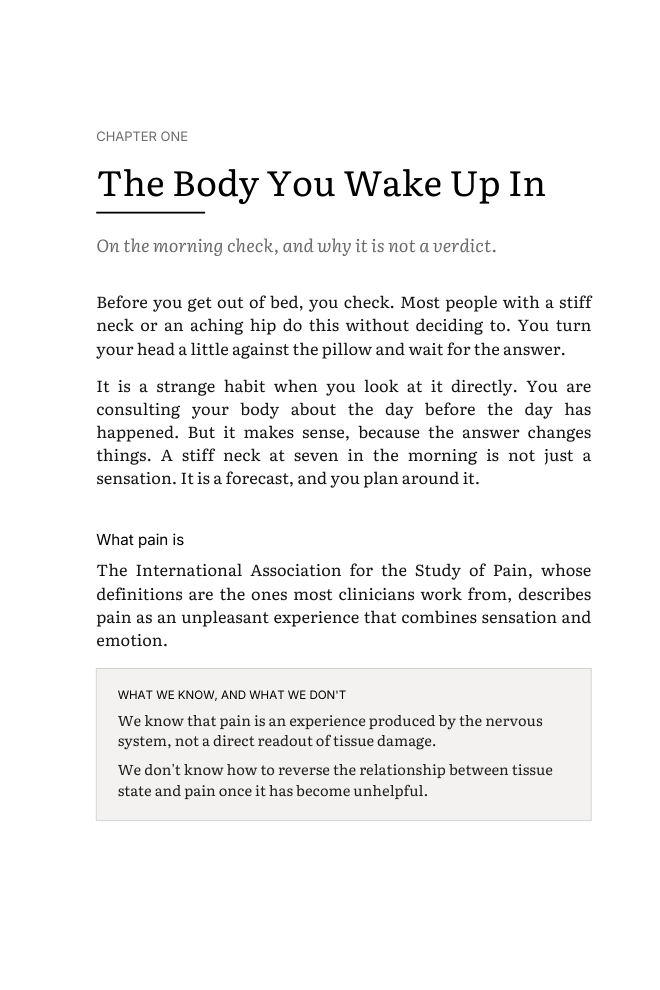 CHAPTER ONE
The Body You Wake Up In
On the morning check, and why it is not a verdict.
Before you get out of bed, you check. Most people with a stiff
neck or an aching hip do this without deciding to. You turn
your head a little against the pillow and wait for the answer.
It is a strange habit when you look at it directly. You are
consulting your body about the day before the day has
happened. But it makes sense, because the answer changes
things. A stiff neck at seven in the morning is not just a
sensation. It is a forecast, and you plan around it.
What pain is
The International Association for the Study of Pain, whose
definitions are the ones most clinicians work from, describes
pain as an unpleasant experience that combines sensation and
emotion.
WHAT WE KNOW, AND WHAT WE DON'T
We know that pain is an experience produced by the nervous
system, not a direct readout of tissue damage.
We don't know how to reverse the relationship between tissue
state and pain once it has become unhelpful.